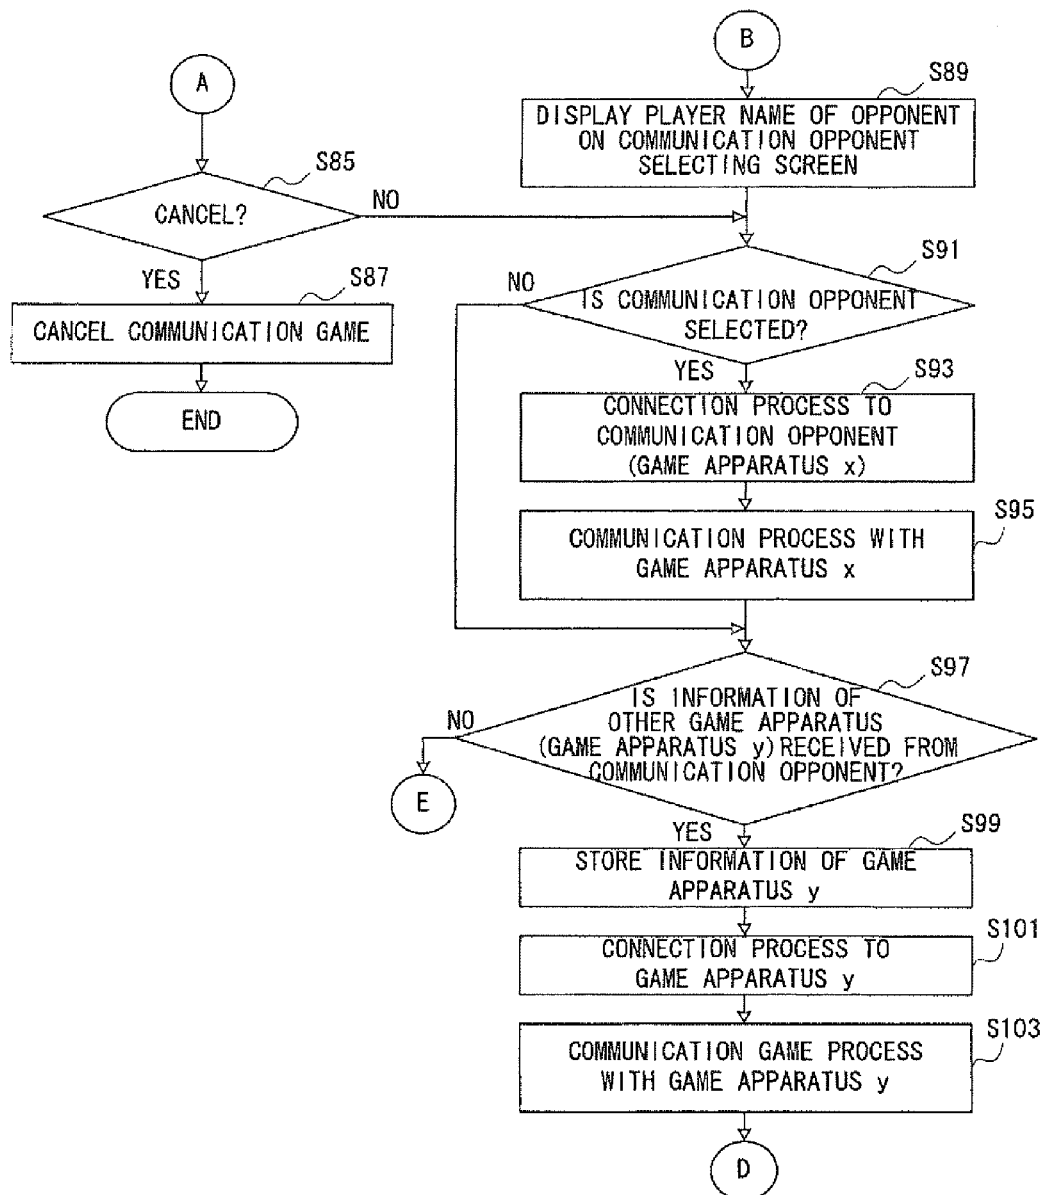 A
S85
CANCEL?
NO
YES
S87
CANCEL COMMUNICATION GAME
END
B
S89
DISPLAY PLAYER NAME OF OPPONENT
ON COMMUNICATION OPPONENT
SELECTING SCREEN
S91
NO
IS COMMUNICATION OPPONENT
SELECTED?
YES
S93
CONNECTION PROCESS TO
COMMUNICATION OPPONENT
(GAME APPARATUS x)
S95
COMMUNICATION PROCESS WITH
GAME APPARATUS x
S97
IS INFORMATION OF
OTHER GAME APPARATUS
(GAME APPARATUS y) RECEIVED FROM
COMMUNICATION OPPONENT?
NO
E
YES
S99
STORE INFORMATION OF GAME
APPARATUS y
S101
CONNECTION PROCESS TO
GAME APPARATUS y
S103
COMMUNICATION GAME PROCESS
WITH GAME APPARATUS y
D